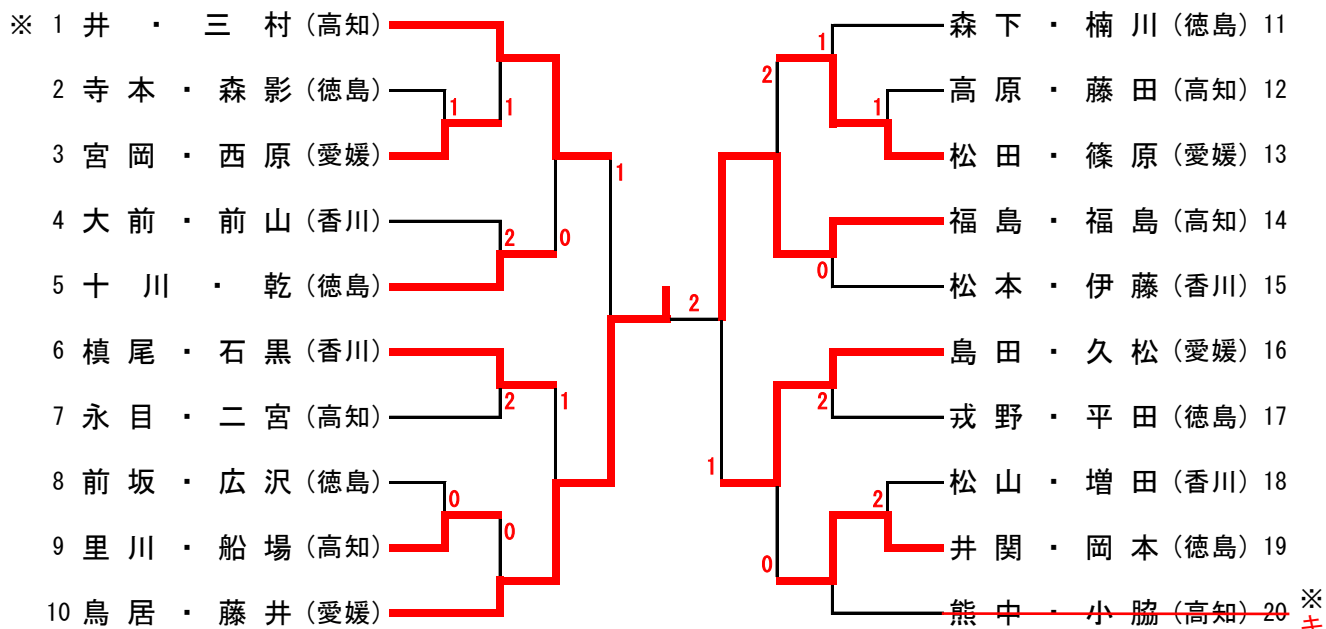 ※ 1 井 ・ 三 村 (高知)
2 寺 本 ・ 森 影 (徳島)
1
1
3 宮 岡 ・ 西 原 (愛媛)
1
4 大 前 ・ 前 山 (香川)
2
0
5 十 川 ・ 乾 (徳島)
2
6 槙 尾 ・ 石 黒 (香川)
2
1
7 永 目 ・ 二 宮 (高知)
8 前 坂 ・ 広 沢 (徳島)
0
0
9 里 川 ・ 船 場 (高知)
10 鳥 居 ・ 藤 井 (愛媛)
森 下 ・ 楠 川 (徳島) 11
1
2
高 原 ・ 藤 田 (高知) 12
1
松 田 ・ 篠 原 (愛媛) 13
福 島 ・ 福 島 (高知) 14
0
松 本 ・ 伊 藤 (香川) 15
島 田 ・ 久 松 (愛媛) 16
2
戎 野 ・ 平 田 (徳島) 17
1
松 山 ・ 増 田 (香川) 18
2
井 関 ・ 岡 本 (徳島) 19
0
熊 中 ・ 小 脇 (高知) 20 ※
キ